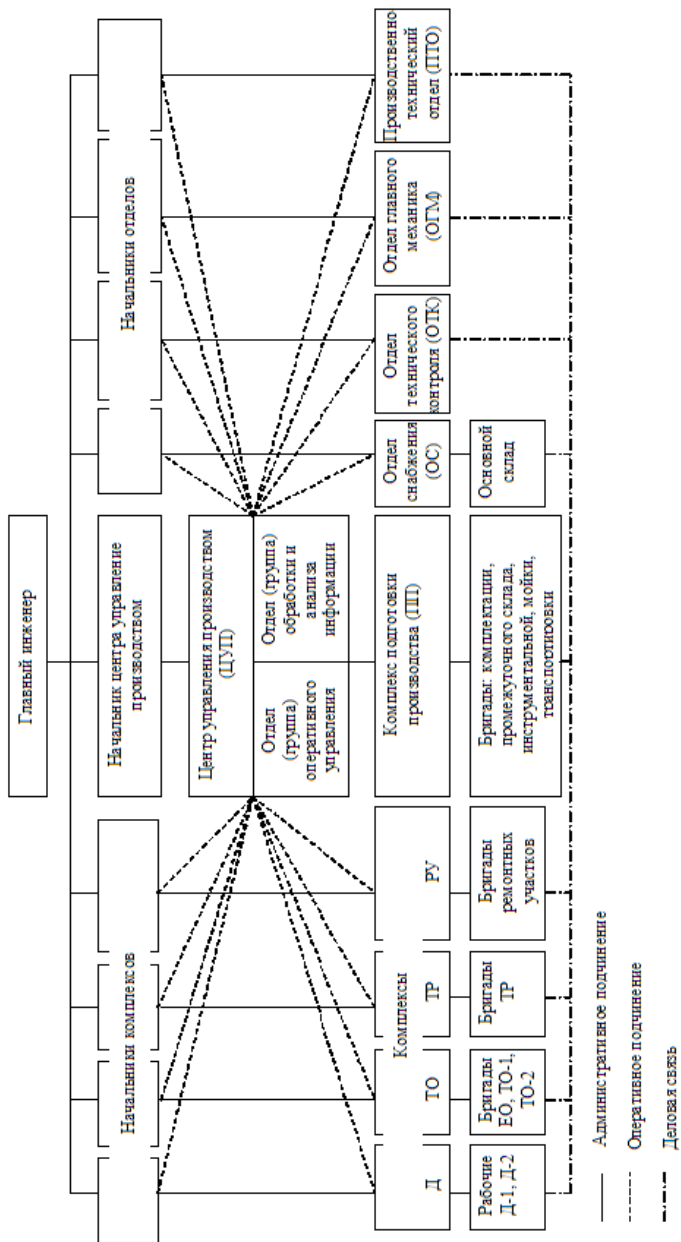 Главный инженер
Начальники комплексов
Начальник центра управление
производством
Начальники отделов
Центр управления производством
(ЦУП)
Отдел
(группа)
оперативного
управления
Отдел (группа)
обработки и
анализа
информации
Комплексы
Д
ТО
ТР
РУ
Комплекс подготовки
производства (ПП)
Отдел
снабжения
(ОС)
Отдел
технического
контроля (ОТК)
Отдел главного
механика
(ОГМ)
Производственно
технический
отдел (ПТО)
Рабочие
Д-1, Д-2
Бригады
ЕО, ТО-1,
ТО-2
Бригады
ТР
Бригады
ремонтных
участков
Бригады: комплектации,
промежуточного склада,
инструментальной, мойки,
транспортировки
Основной
склад
Административное подчинение
Оперативное подчинение
Деловая связь